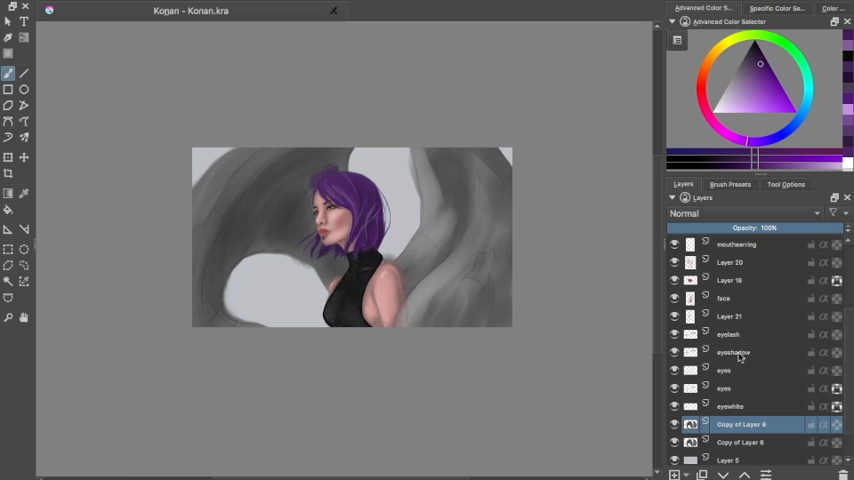 Konan - Konan.kra
Advanced Color S...
Specific Color Se...
Color ...
Advanced Color Selector
Layers
Brush Presets
Tool Options
Layers
Normal
Opacity: 100%
mouthearring
Layer 20
Layer 18
face
Layer 21
eyelash
eyeshadow
eyes
eyes
eyewhite
Copy of Layer 6
Copy of Layer 6
Layer 5